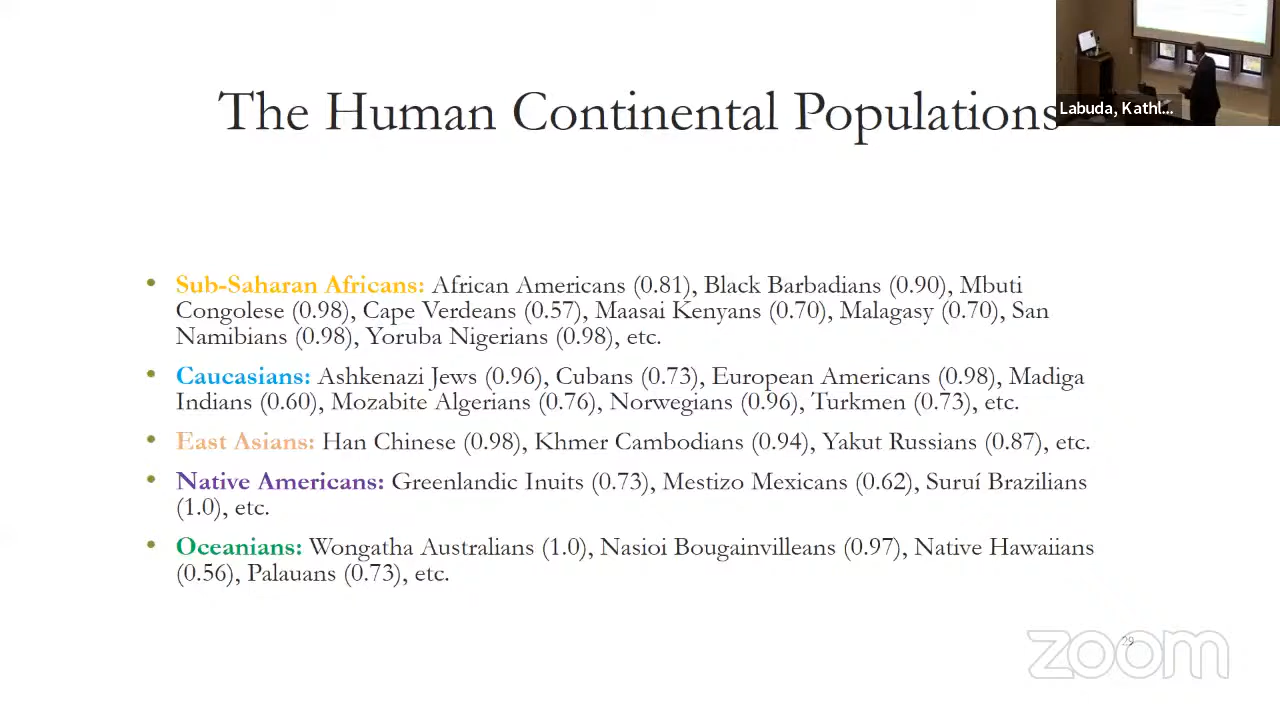 The Human Continental Populations
Labuda, Kathl...
• Sub-Saharan Africans: African Americans (0.81), Black Barbadians (0.90), Mbuti
Congolese (0.98), Cape Verdeans (0.57), Maasai Kenyans (0.70), Malagasy (0.70), San
Namibians (0.98), Yoruba Nigerians (0.98), etc.
• Caucasians: Ashkenazi Jews (0.96), Cubans (0.73), European Americans (0.98), Madiga
Indians (0.60), Mozabite Algerians (0.76), Norwegians (0.96), Turkmen (0.73), etc.
• East Asians: Han Chinese (0.98), Khmer Cambodians (0.94), Yakut Russians (0.87), etc.
• Native Americans: Greenlandic Inuits (0.73), Mestizo Mexicans (0.62), Suruí Brazilians
(1.0), etc.
• Oceanians: Wongatha Australians (1.0), Nasioi Bougainvilleans (0.97), Native Hawaiians
(0.56), Palauans (0.73), etc.
29
zoom